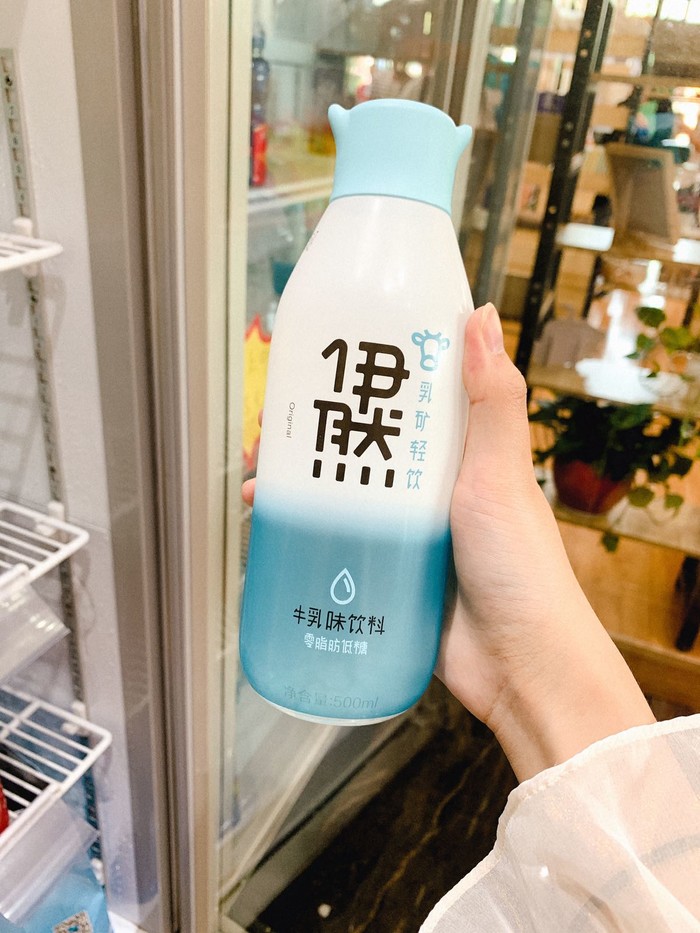 伊然
乳矿轻饮
Original
牛乳味饮料
零脂肪低糖
净含量:500ml